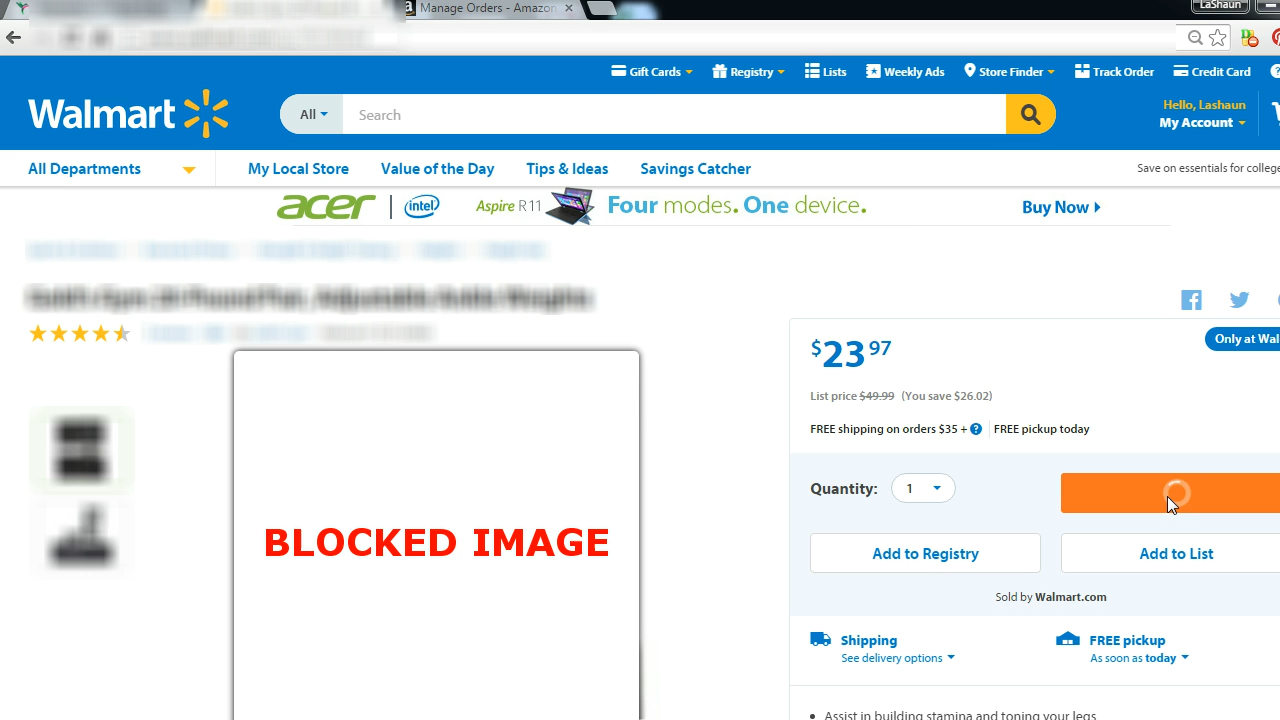 Manage Orders - Amazon
LaShaun
Gift Cards
Registry
Lists
Weekly Ads
Store Finder
Track Order
Credit Card
Walmart
All
Search
Hello, Lashaun
My Account
All Departments
My Local Store
Value of the Day
Tips & Ideas
Savings Catcher
Save on essentials for college
acer | intel Aspire R11 Four modes. One device.
Buy Now
$23 97
Only at Wal
List price $49.99 (You save $26.02)
FREE shipping on orders $35 + ? FREE pickup today
Quantity: 1
BLOCKED IMAGE
Add to Registry
Add to List
Sold by Walmart.com
Shipping
See delivery options
FREE pickup
As soon as today
Assist in building stamina and toning your legs